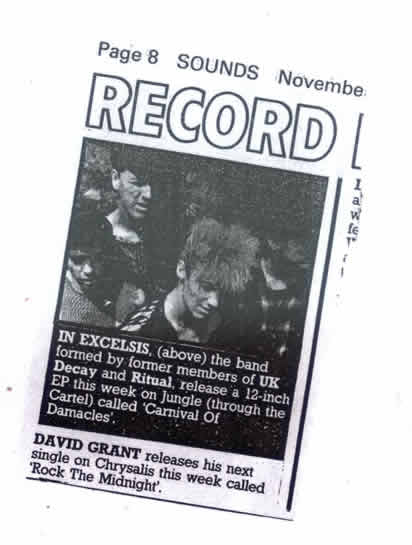 Page 8 SOUNDS Novembe
RECORD
IN EXCELSIS, (above) the band
formed by former members of UK
Decay and Ritual, release a 12-inch
EP this week on Jungle (through the
Cartel) called 'Carnival Of
Damacles'.
DAVID GRANT releases his next
single on Chrysalis this week called
'Rock The Midnight'.